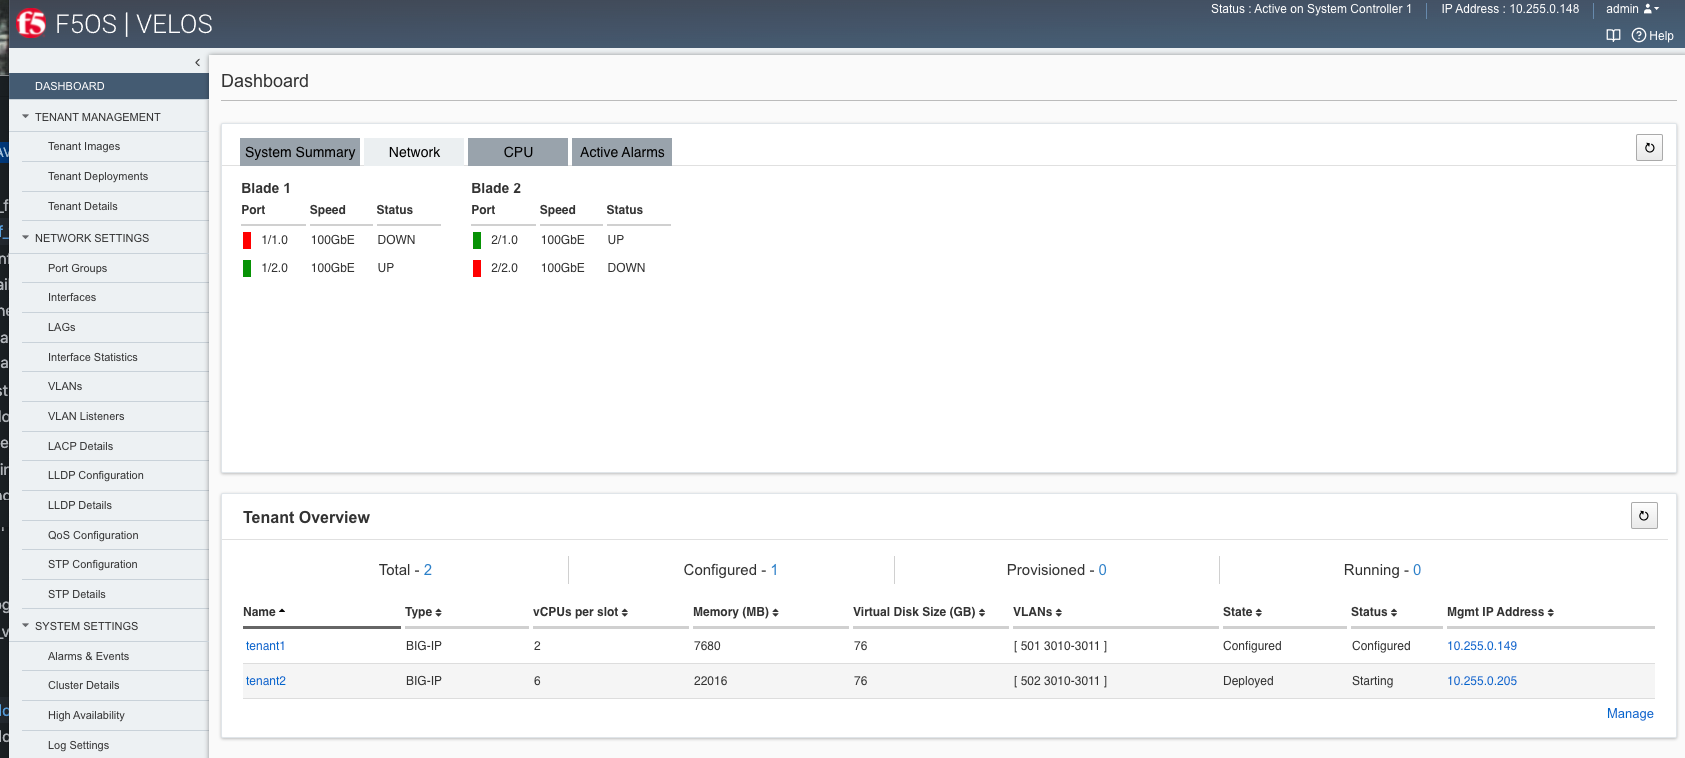 f5 F5OS | VELOS
Status : Active on System Controller 1 IP Address : 10.255.0.148 admin
Help
DASHBOARD
TENANT MANAGEMENT
Tenant Images
Tenant Deployments
Tenant Details
NETWORK SETTINGS
Port Groups
Interfaces
LAGs
Interface Statistics
VLANs
VLAN Listeners
LACP Details
LLDP Configuration
LLDP Details
QoS Configuration
STP Configuration
STP Details
SYSTEM SETTINGS
Alarms & Events
Cluster Details
High Availability
Log Settings
Dashboard
System Summary Network CPU Active Alarms
Blade 1
Port Speed Status
1/1.0 100GbE DOWN
1/2.0 100GbE UP
Blade 2
Port Speed Status
2/1.0 100GbE UP
2/2.0 100GbE DOWN
Tenant Overview
Total - 2 Configured - 1 Provisioned - 0 Running - 0
Name Type vCPUs per slot Memory (MB) Virtual Disk Size (GB) VLANs State Status Mgmt IP Address
tenant1 BIG-IP 2 7680 76 [ 501 3010-3011 ] Configured Configured 10.255.0.149
tenant2 BIG-IP 6 22016 76 [ 502 3010-3011 ] Deployed Starting 10.255.0.205
Manage